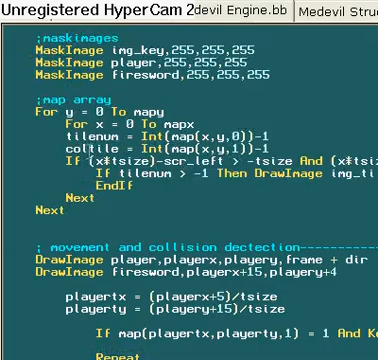 Unregistered HyperCam 2
devil Engine.bb
Medevil Stru
;maskimages
MaskImage img_key,255,255,255
MaskImage player,255,255,255
MaskImage firesword,255,255,255
;map array
For y = 0 To mapy
For x = 0 To mapx
tilenum = Int(map(x,y,0))-1
coltile = Int(map(x,y,1))-1
If (x*tsize)-scr_left > -tsize And (x*tsiz
If tilenum > -1 Then DrawImage img_ti
EndIf
Next
Next
; movement and collision dectection-----------
DrawImage player,playerx,playery,frame + dir
DrawImage firesword,playerx+15,playery+4
playertx = (playerx+5)/tsize
playerty = (playery+15)/tsize
If map(playertx,playerty,1) = 1 And Ke
Repeat